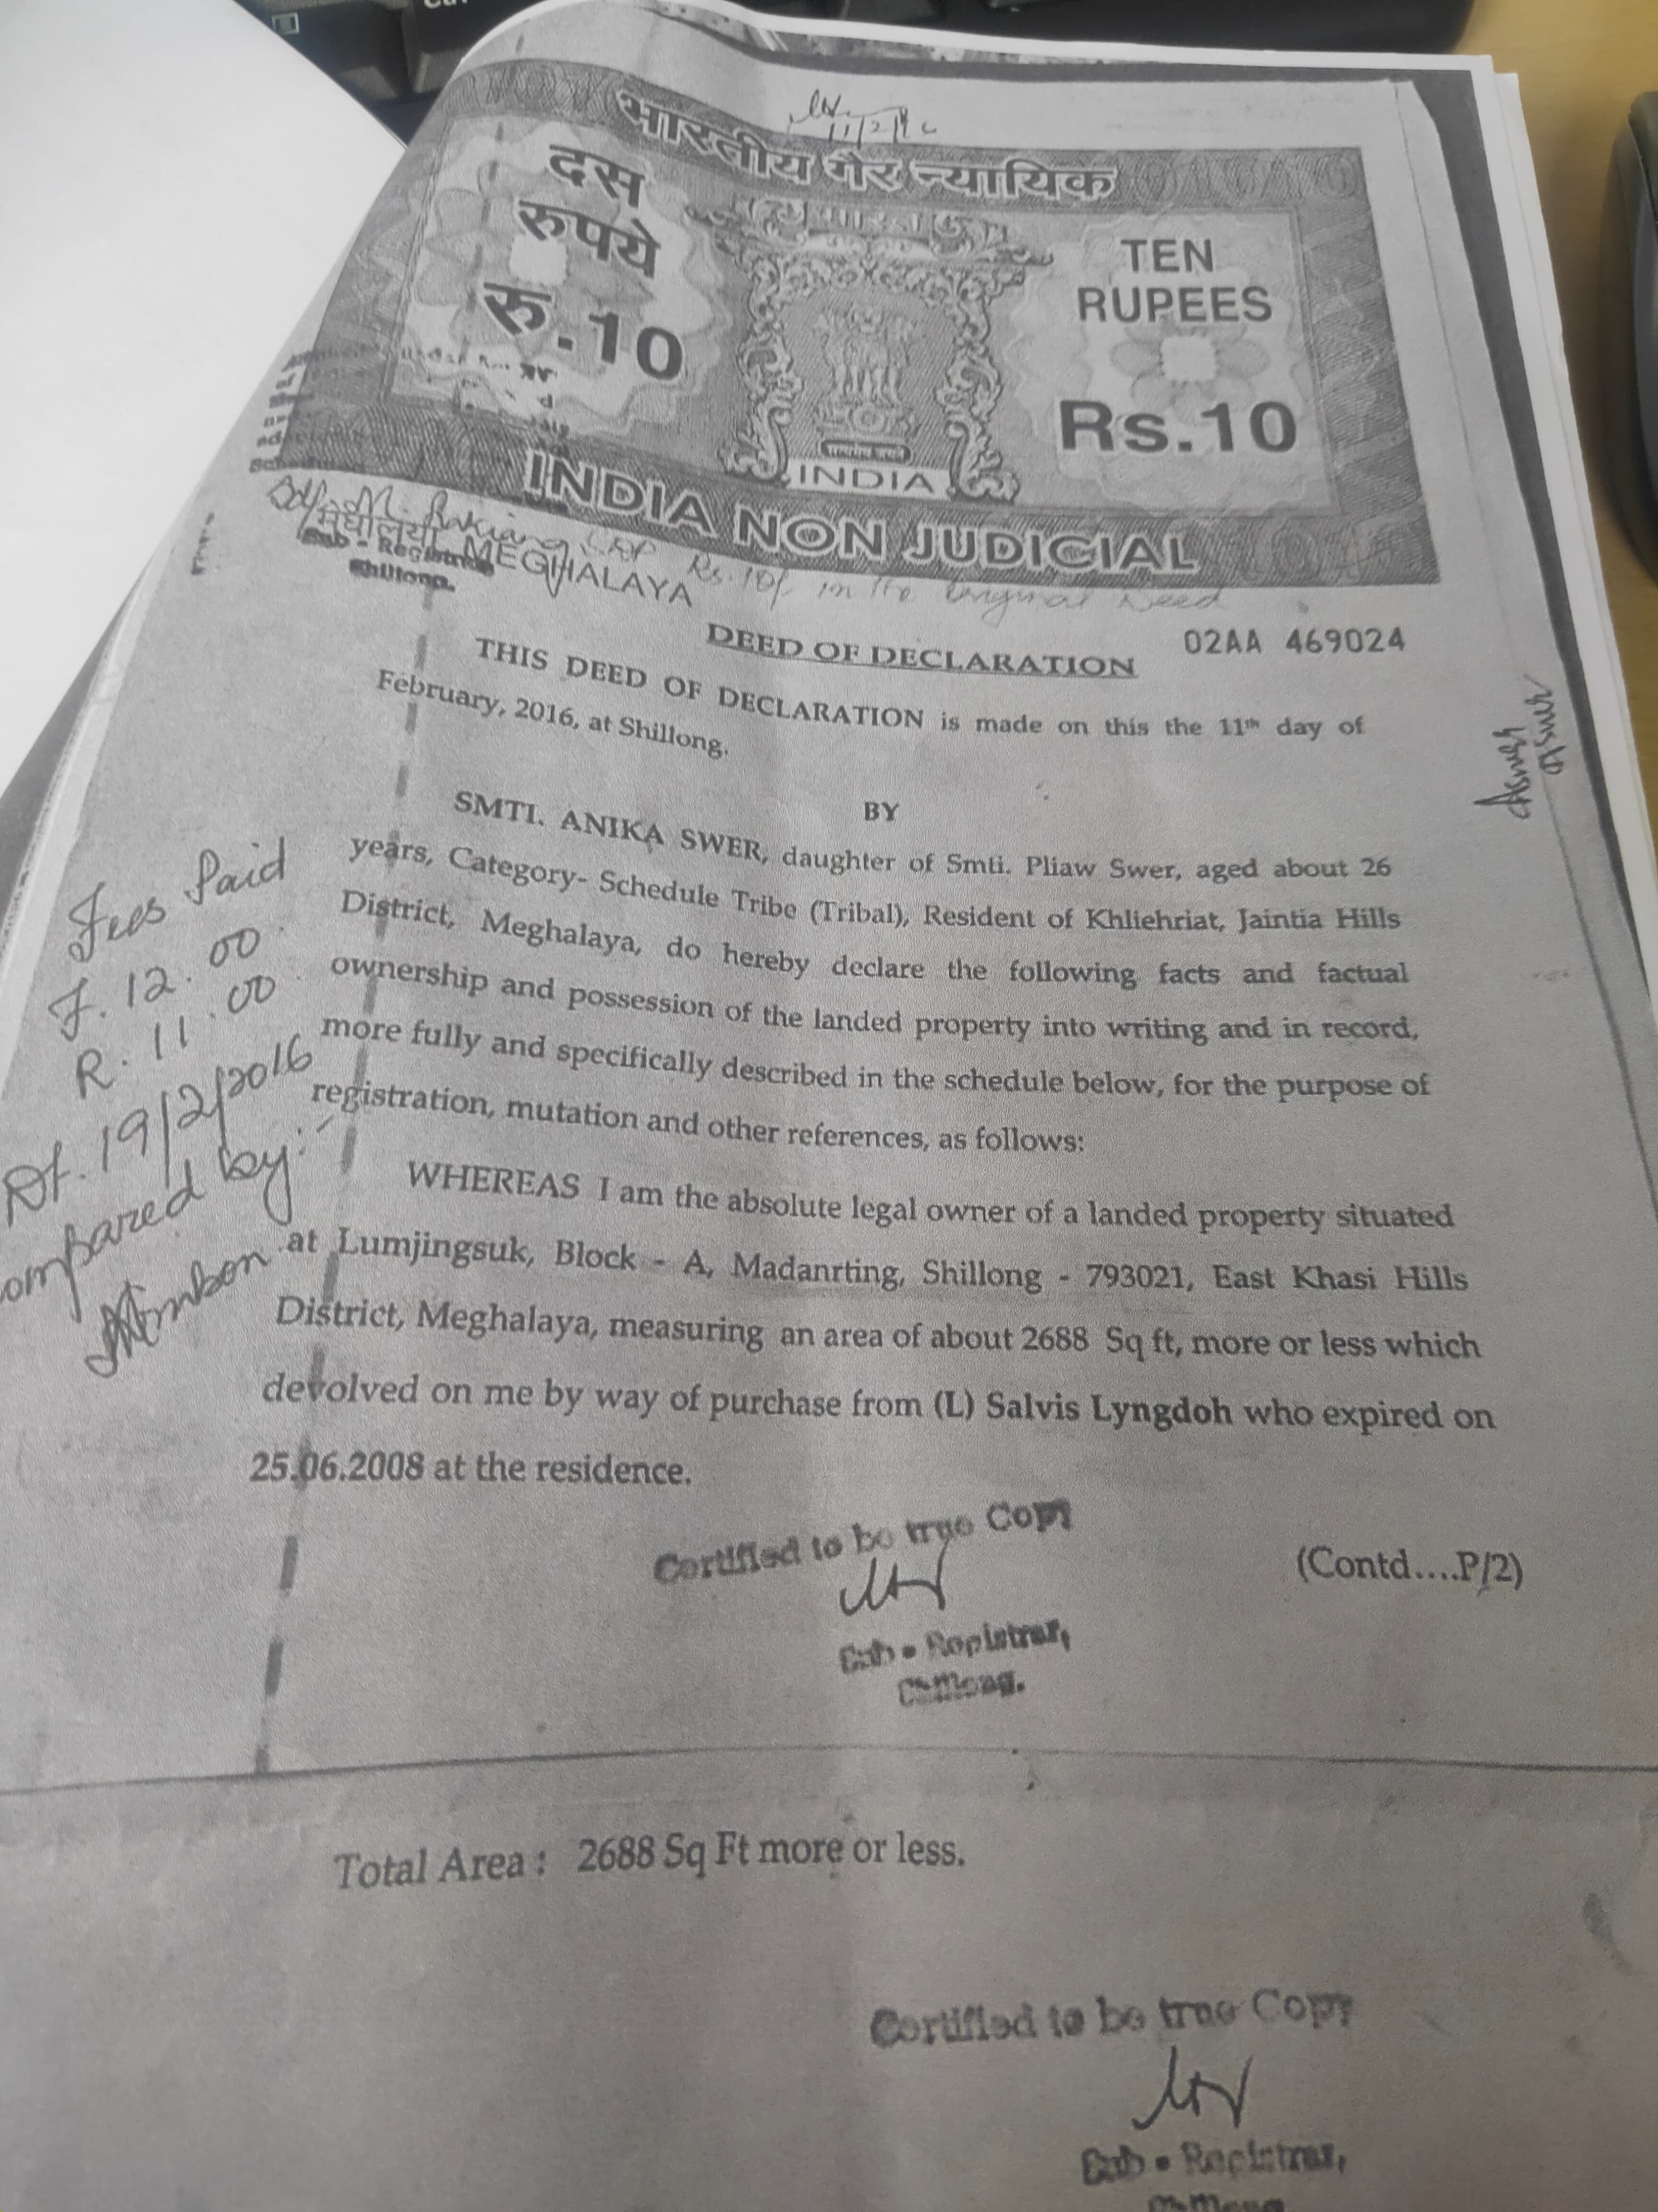 11/2/16
भारतीय गैर न्यायिक
दस
रुपये
रु.10
TEN
RUPEES
Rs.10
INDIA
INDIA NON JUDICIAL
मेघालय MEGHALAYA
Sub - Registrar
Shillong.
Rs. 10/- in the original Deed
02AA 469024
DEED OF DECLARATION
THIS DEED OF DECLARATION is made on this the 11th day of
February, 2016, at Shillong.
BY
SMTI. ANIKA SWER, daughter of Smti. Pliaw Swer, aged about 26
years, Category- Schedule Tribe (Tribal), Resident of Khliehriat, Jaintia Hills
District, Meghalaya, do hereby declare the following facts and factual
ownership and possession of the landed property into writing and in record,
more fully and specifically described in the schedule below, for the purpose of
registration, mutation and other references, as follows:
WHEREAS I am the absolute legal owner of a landed property situated
at Lumjingsuk, Block - A, Madanrting, Shillong - 793021, East Khasi Hills
District, Meghalaya, measuring an area of about 2688 Sq ft, more or less which
devolved on me by way of purchase from (L) Salvis Lyngdoh who expired on
25.06.2008 at the residence.
Fees Paid
F. 12.00
R. 11.00
Dt. 19/2/2016
ompared by:-
Aswer
Aswer
Certified to be true Copy
Sub - Registrar,
Shillong.
(Contd....P/2)
Total Area : 2688 Sq Ft more or less.
Certified to be true Copy
Sub - Registrar,
Shillong